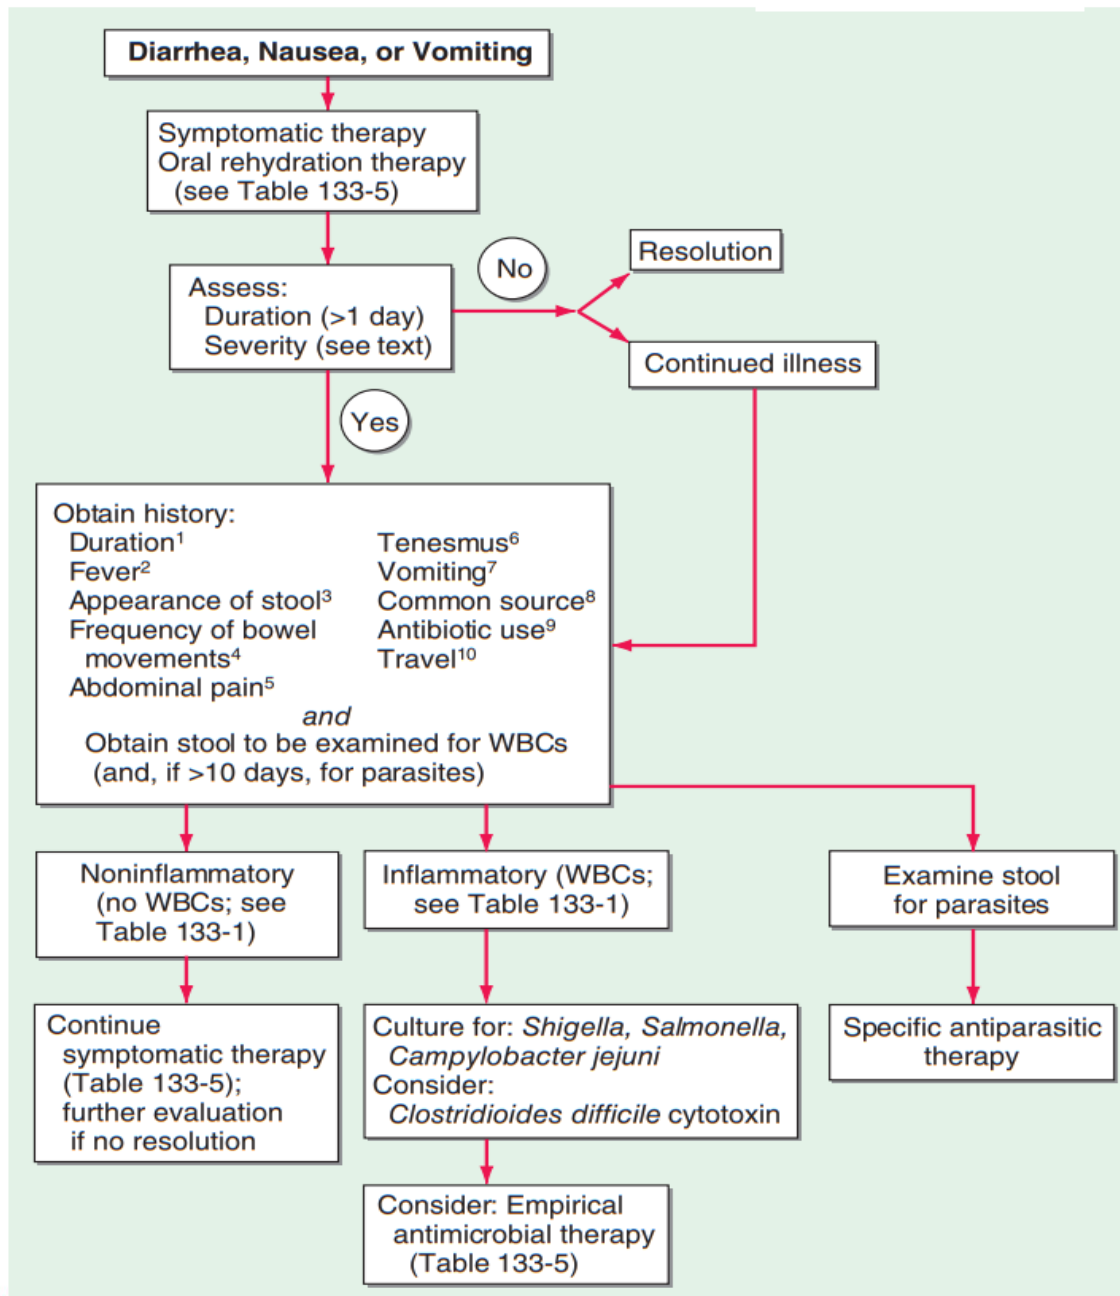 Diarrhea, Nausea, or Vomiting
Symptomatic therapy
Oral rehydration therapy
(see Table 133-5)
Assess:
Duration (>1 day)
Severity (see text)
No
Resolution
Continued illness
Yes
Obtain history:
Duration¹
Fever²
Appearance of stool³
Frequency of bowel
movements⁴
Abdominal pain⁵
Tenesmus⁶
Vomiting⁷
Common source⁸
Antibiotic use⁹
Travel¹⁰
and
Obtain stool to be examined for WBCs
(and, if >10 days, for parasites)
Noninflammatory
(no WBCs; see
Table 133-1)
Continue
symptomatic therapy
(Table 133-5);
further evaluation
if no resolution
Inflammatory (WBCs;
see Table 133-1)
Culture for: Shigella, Salmonella,
Campylobacter jejuni
Consider:
Clostridioides difficile cytotoxin
Consider: Empirical
antimicrobial therapy
(Table 133-5)
Examine stool
for parasites
Specific antiparasitic
therapy